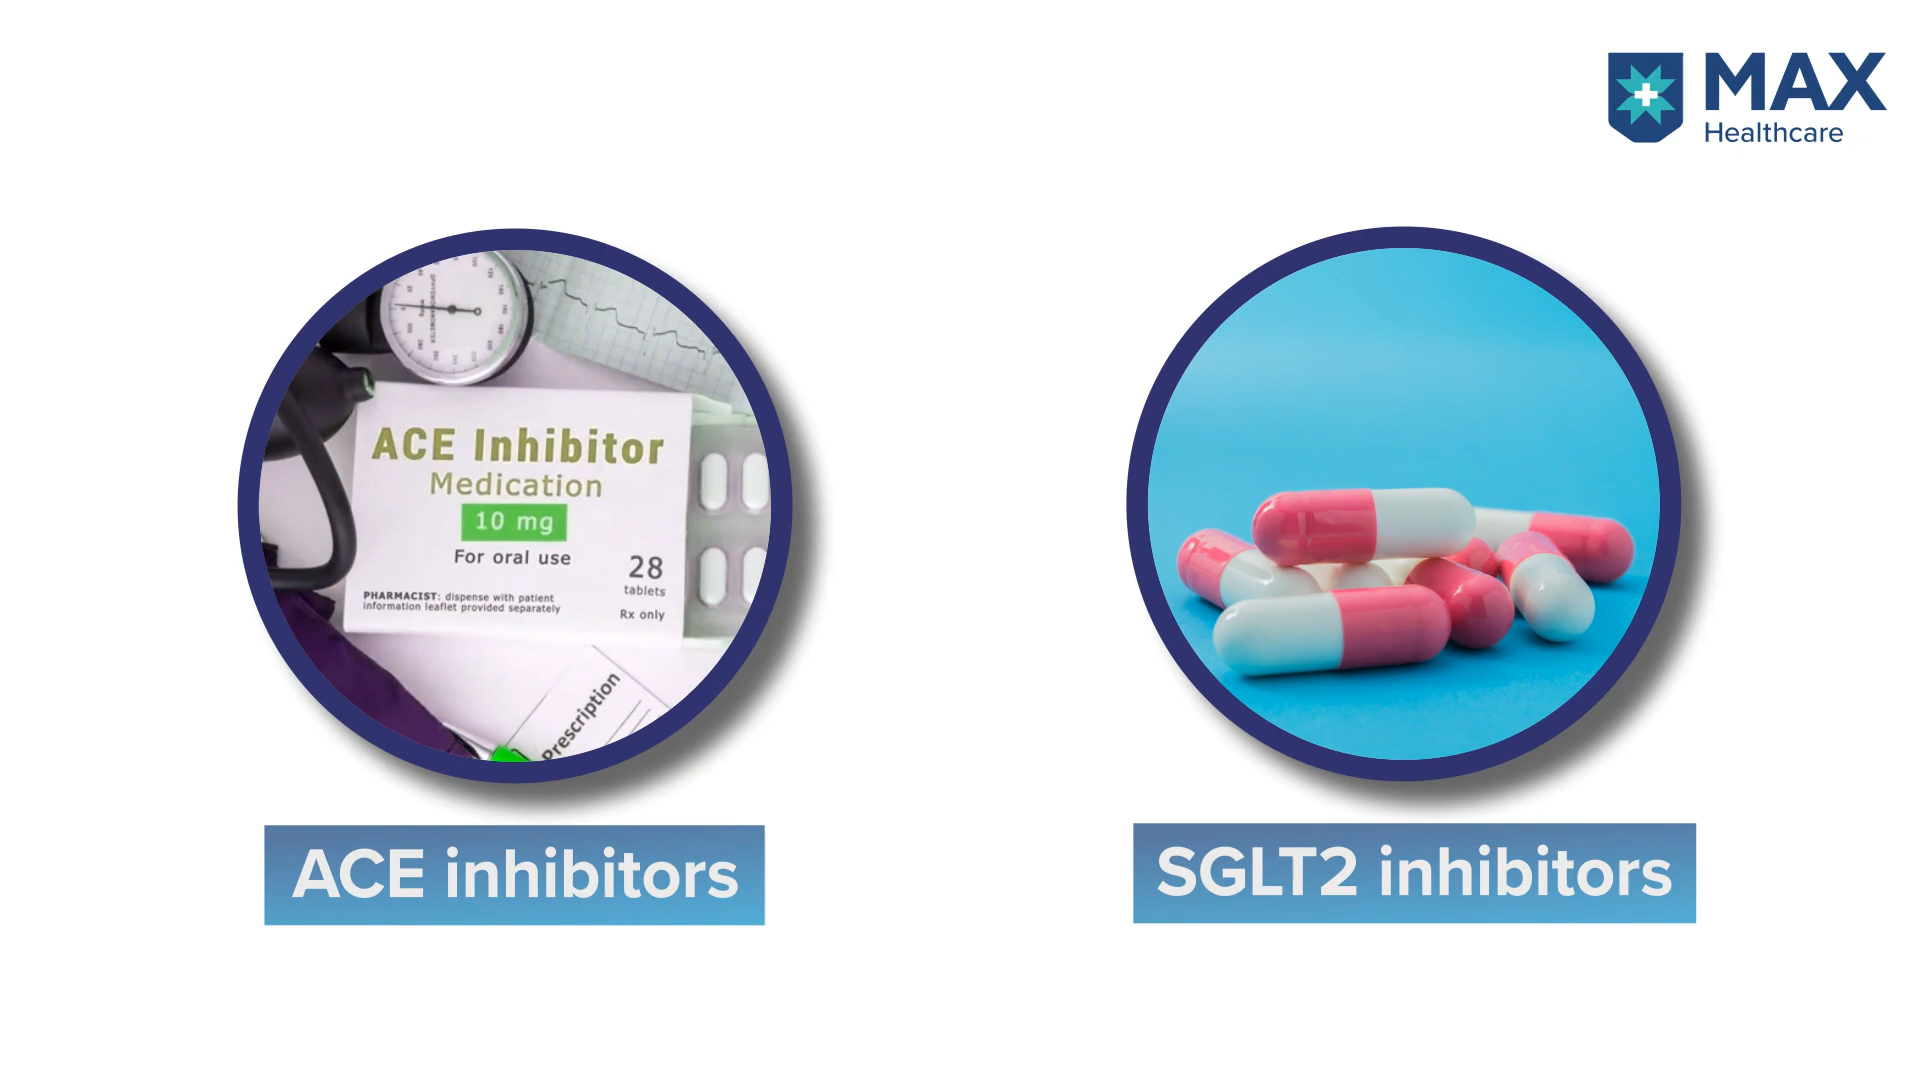 MAX
Healthcare
ACE Inhibitor
Medication
10 mg
For oral use
28
tablets
PHARMACIST: dispense with patient
information leaflet provided separately
Rx only
Prescription
ACE inhibitors
SGLT2 inhibitors